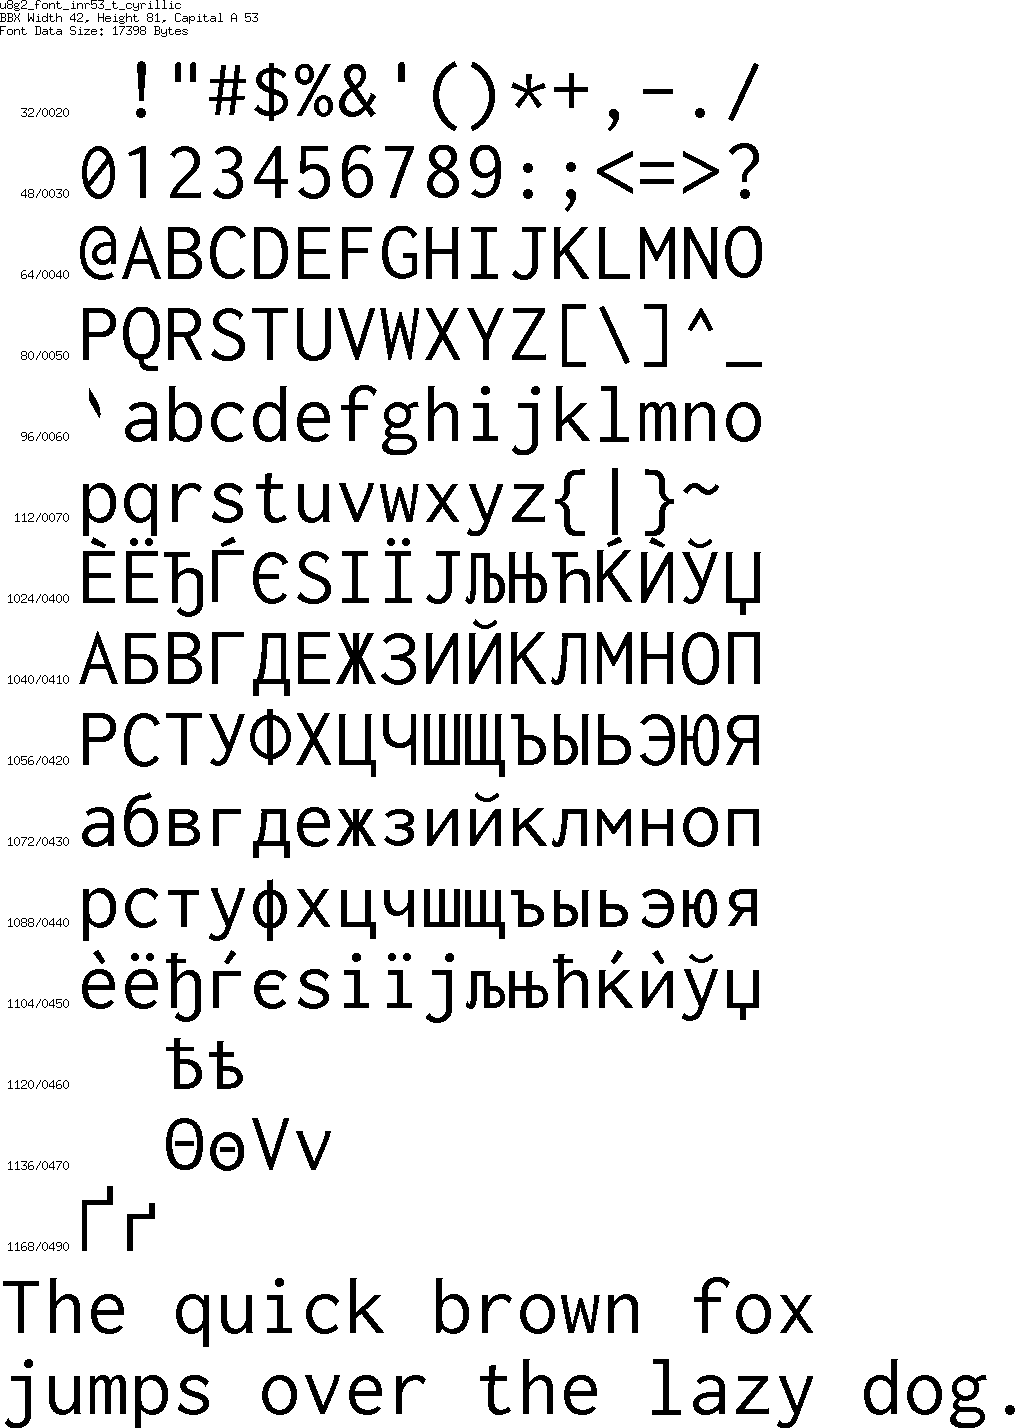 u8g2_font_inr53_t_cyrillic
BBX Width 42, Height 81, Capital A 53
Font Data Size: 17398 Bytes
32/0020 !"#$%&'()*+,-./
48/0030 0123456789:;<=>?
64/0040 @ABCDEFGHIJKLMNO
80/0050 PQRSTUVWXYZ[\]^_
96/0060 `abcdefghijklmno
112/0070 pqrstuvwxyz{|}~
1024/0400 ЀЁЂЃЄЅІЇЈЉЊЋЌЍЎЏ
1040/0410 АБВГДЕЖЗИЙКЛМНОП
1056/0420 РСТУФХЦЧШЩЪЫЬЭЮЯ
1072/0430 абвгдежзийклмноп
1088/0440 рстуфхцчшщъыьэюя
1104/0450 ѐёђѓєѕіїјљњћќѝўџ
1120/0460 Ѣѣ
1136/0470 ѲѳѴѵ
1168/0490 Ґґ
The quick brown fox
jumps over the lazy dog.